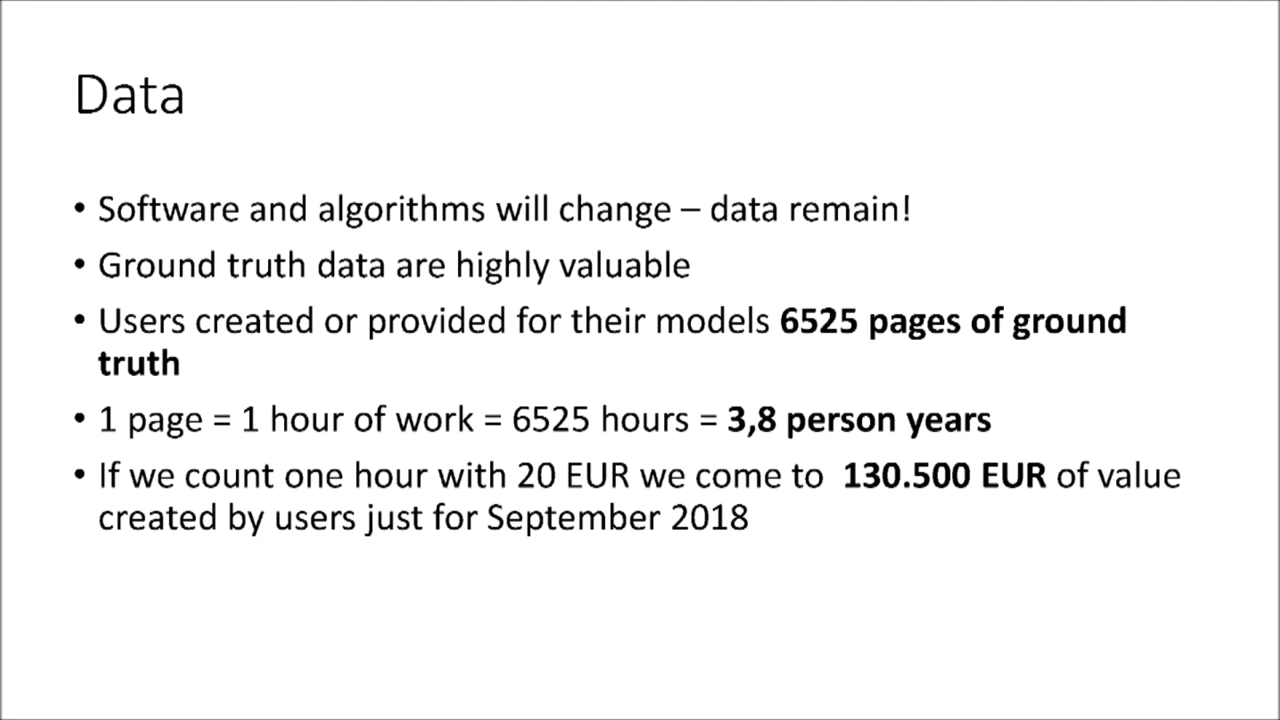 Data
• Software and algorithms will change – data remain!
• Ground truth data are highly valuable
• Users created or provided for their models 6525 pages of ground
truth
• 1 page = 1 hour of work = 6525 hours = 3,8 person years
• If we count one hour with 20 EUR we come to  130.500 EUR of value
created by users just for September 2018